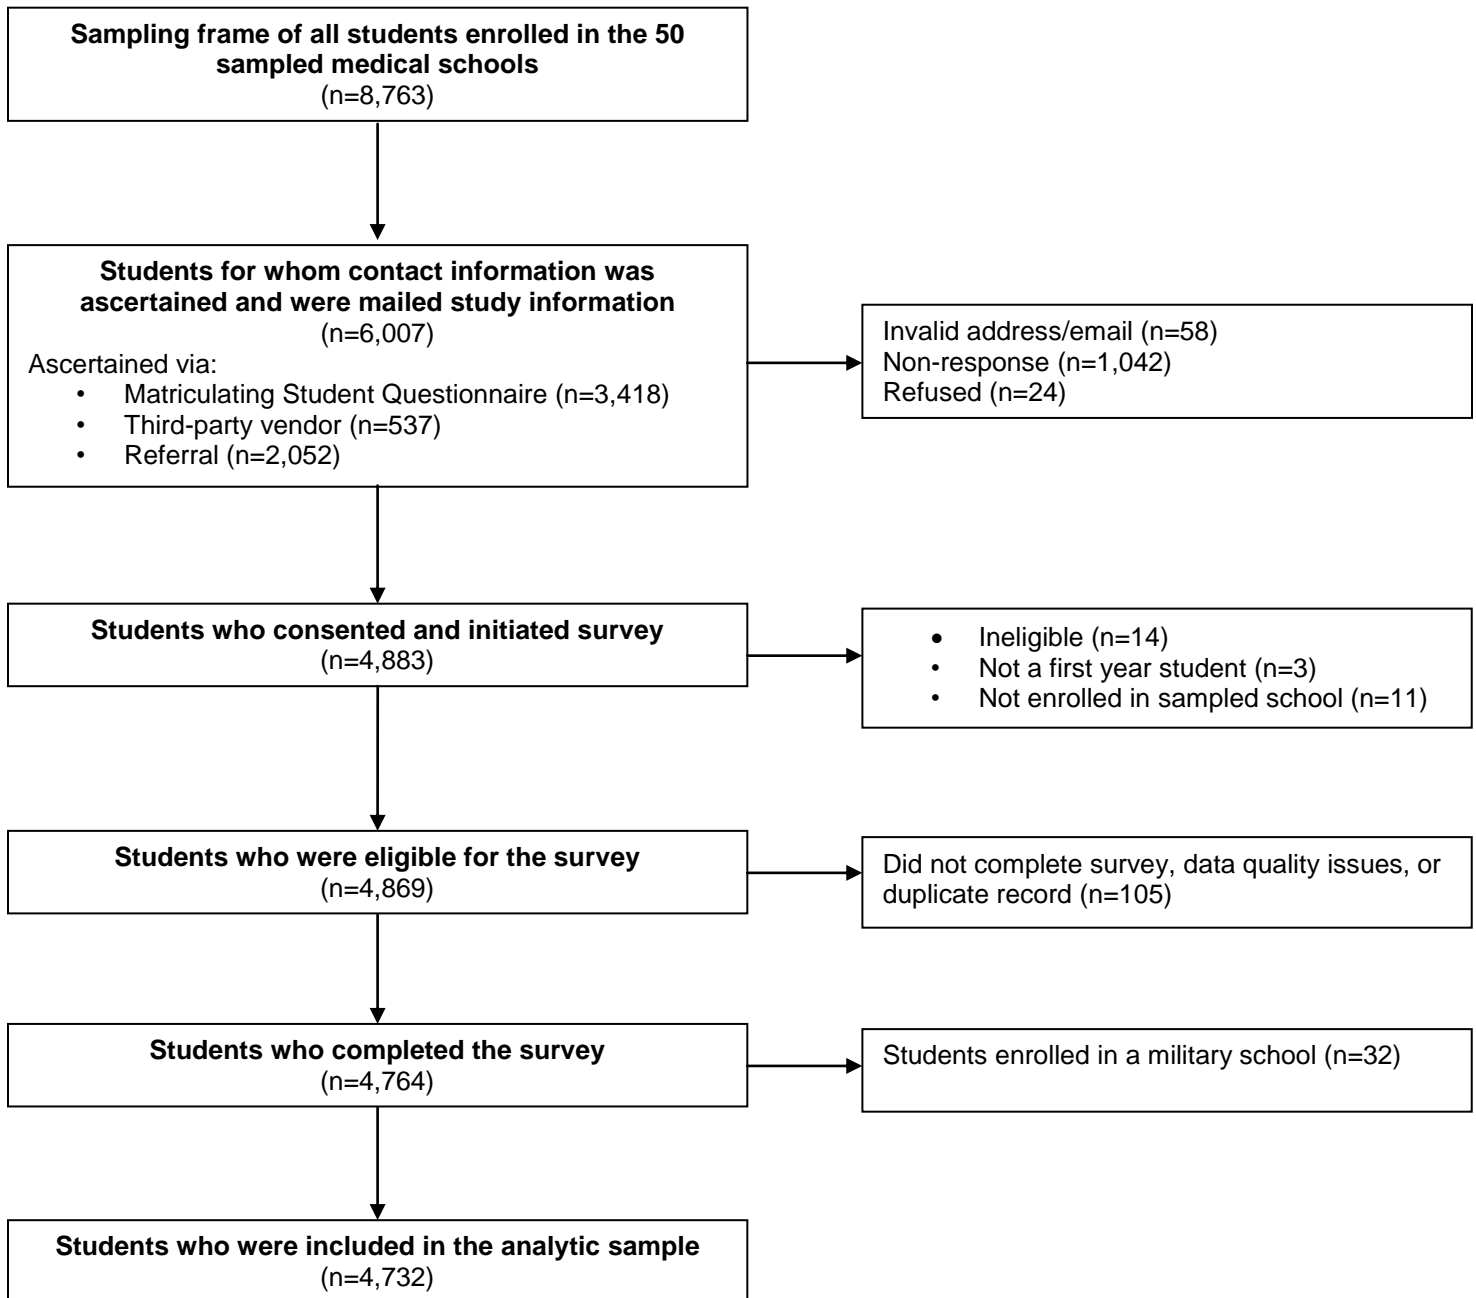 Sampling frame of all students enrolled in the 50
sampled medical schools
(n=8,763)
Students for whom contact information was
ascertained and were mailed study information
(n=6,007)
Ascertained via:
• Matriculating Student Questionnaire (n=3,418)
• Third-party vendor (n=537)
• Referral (n=2,052)
Invalid address/email (n=58)
Non-response (n=1,042)
Refused (n=24)
Students who consented and initiated survey
(n=4,883)
• Ineligible (n=14)
• Not a first year student (n=3)
• Not enrolled in sampled school (n=11)
Students who were eligible for the survey
(n=4,869)
Did not complete survey, data quality issues, or
duplicate record (n=105)
Students who completed the survey
(n=4,764)
Students enrolled in a military school (n=32)
Students who were included in the analytic sample
(n=4,732)